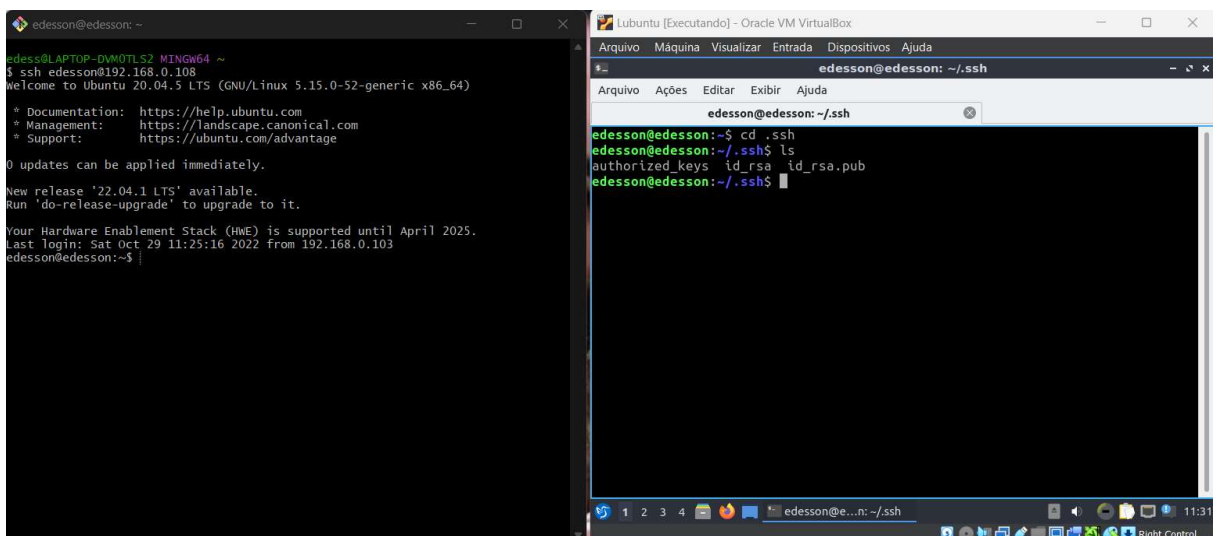 edesson@edesson: ~
edess@LAPTOP-DVM0TLS2 MINGW64 ~
$ ssh edesson@192.168.0.108
Welcome to Ubuntu 20.04.5 LTS (GNU/Linux 5.15.0-52-generic x86_64)
* Documentation: https://help.ubuntu.com
* Management: https://landscape.canonical.com
* Support: https://ubuntu.com/advantage
0 updates can be applied immediately.
New release '22.04.1 LTS' available.
Run 'do-release-upgrade' to upgrade to it.
Your Hardware Enablement Stack (HWE) is supported until April 2025.
Last login: Sat Oct 29 11:25:16 2022 from 192.168.0.103
edesson@edesson:~$
Lubuntu [Executando] - Oracle VM VirtualBox
Arquivo Máquina Visualizar Entrada Dispositivos Ajuda
edesson@edesson: ~/.ssh
Arquivo Ações Editar Exibir Ajuda
edesson@edesson: ~/.ssh
edesson@edesson:~$ cd .ssh
edesson@edesson:~/.ssh$ ls
authorized_keys id_rsa id_rsa.pub
edesson@edesson:~/.ssh$
1 2 3 4 edesson@e...n: ~/.ssh 11:31
Right Control